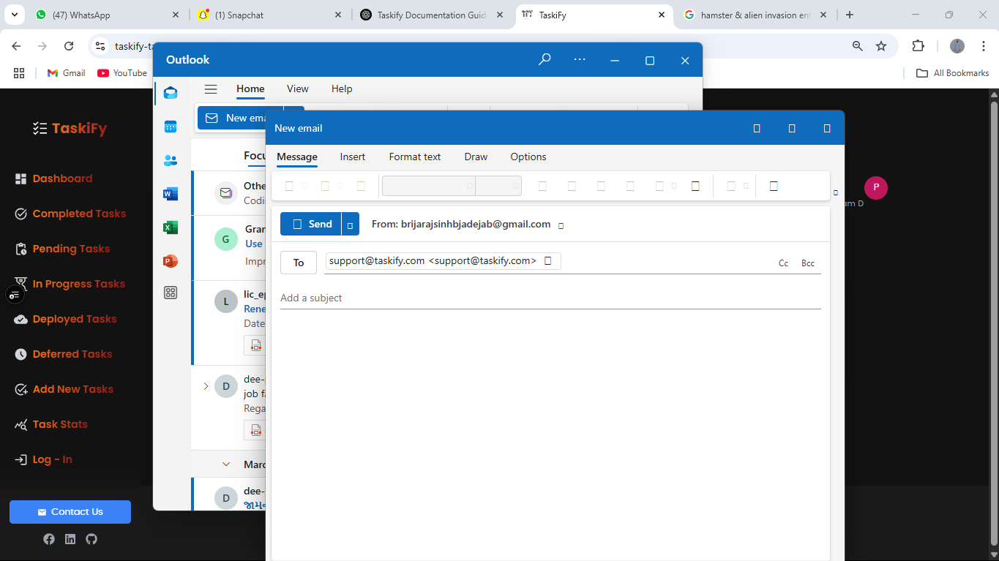 (47) WhatsApp
(1) Snapchat
Taskify Documentation Guid
TaskiFy
hamster & alien invasion ent
taskify-ta
Gmail
YouTube
All Bookmarks
TaskiFy
Dashboard
Completed Tasks
Pending Tasks
In Progress Tasks
Deployed Tasks
Deferred Tasks
Add New Tasks
Task Stats
Log - In
Contact Us
Outlook
Home
View
Help
New ema
Focu
Othe
Codi
G
Gran
Use
Impr
L
lic_ep
Rene
Date
D
dee-
job fa
Rega
Marc
D
dee-
New email
Message
Insert
Format text
Draw
Options
Send
From: brijarajsinhbjadejab@gmail.com
To
support@taskify.com <support@taskify.com>
Cc
Bcc
Add a subject
P
am D